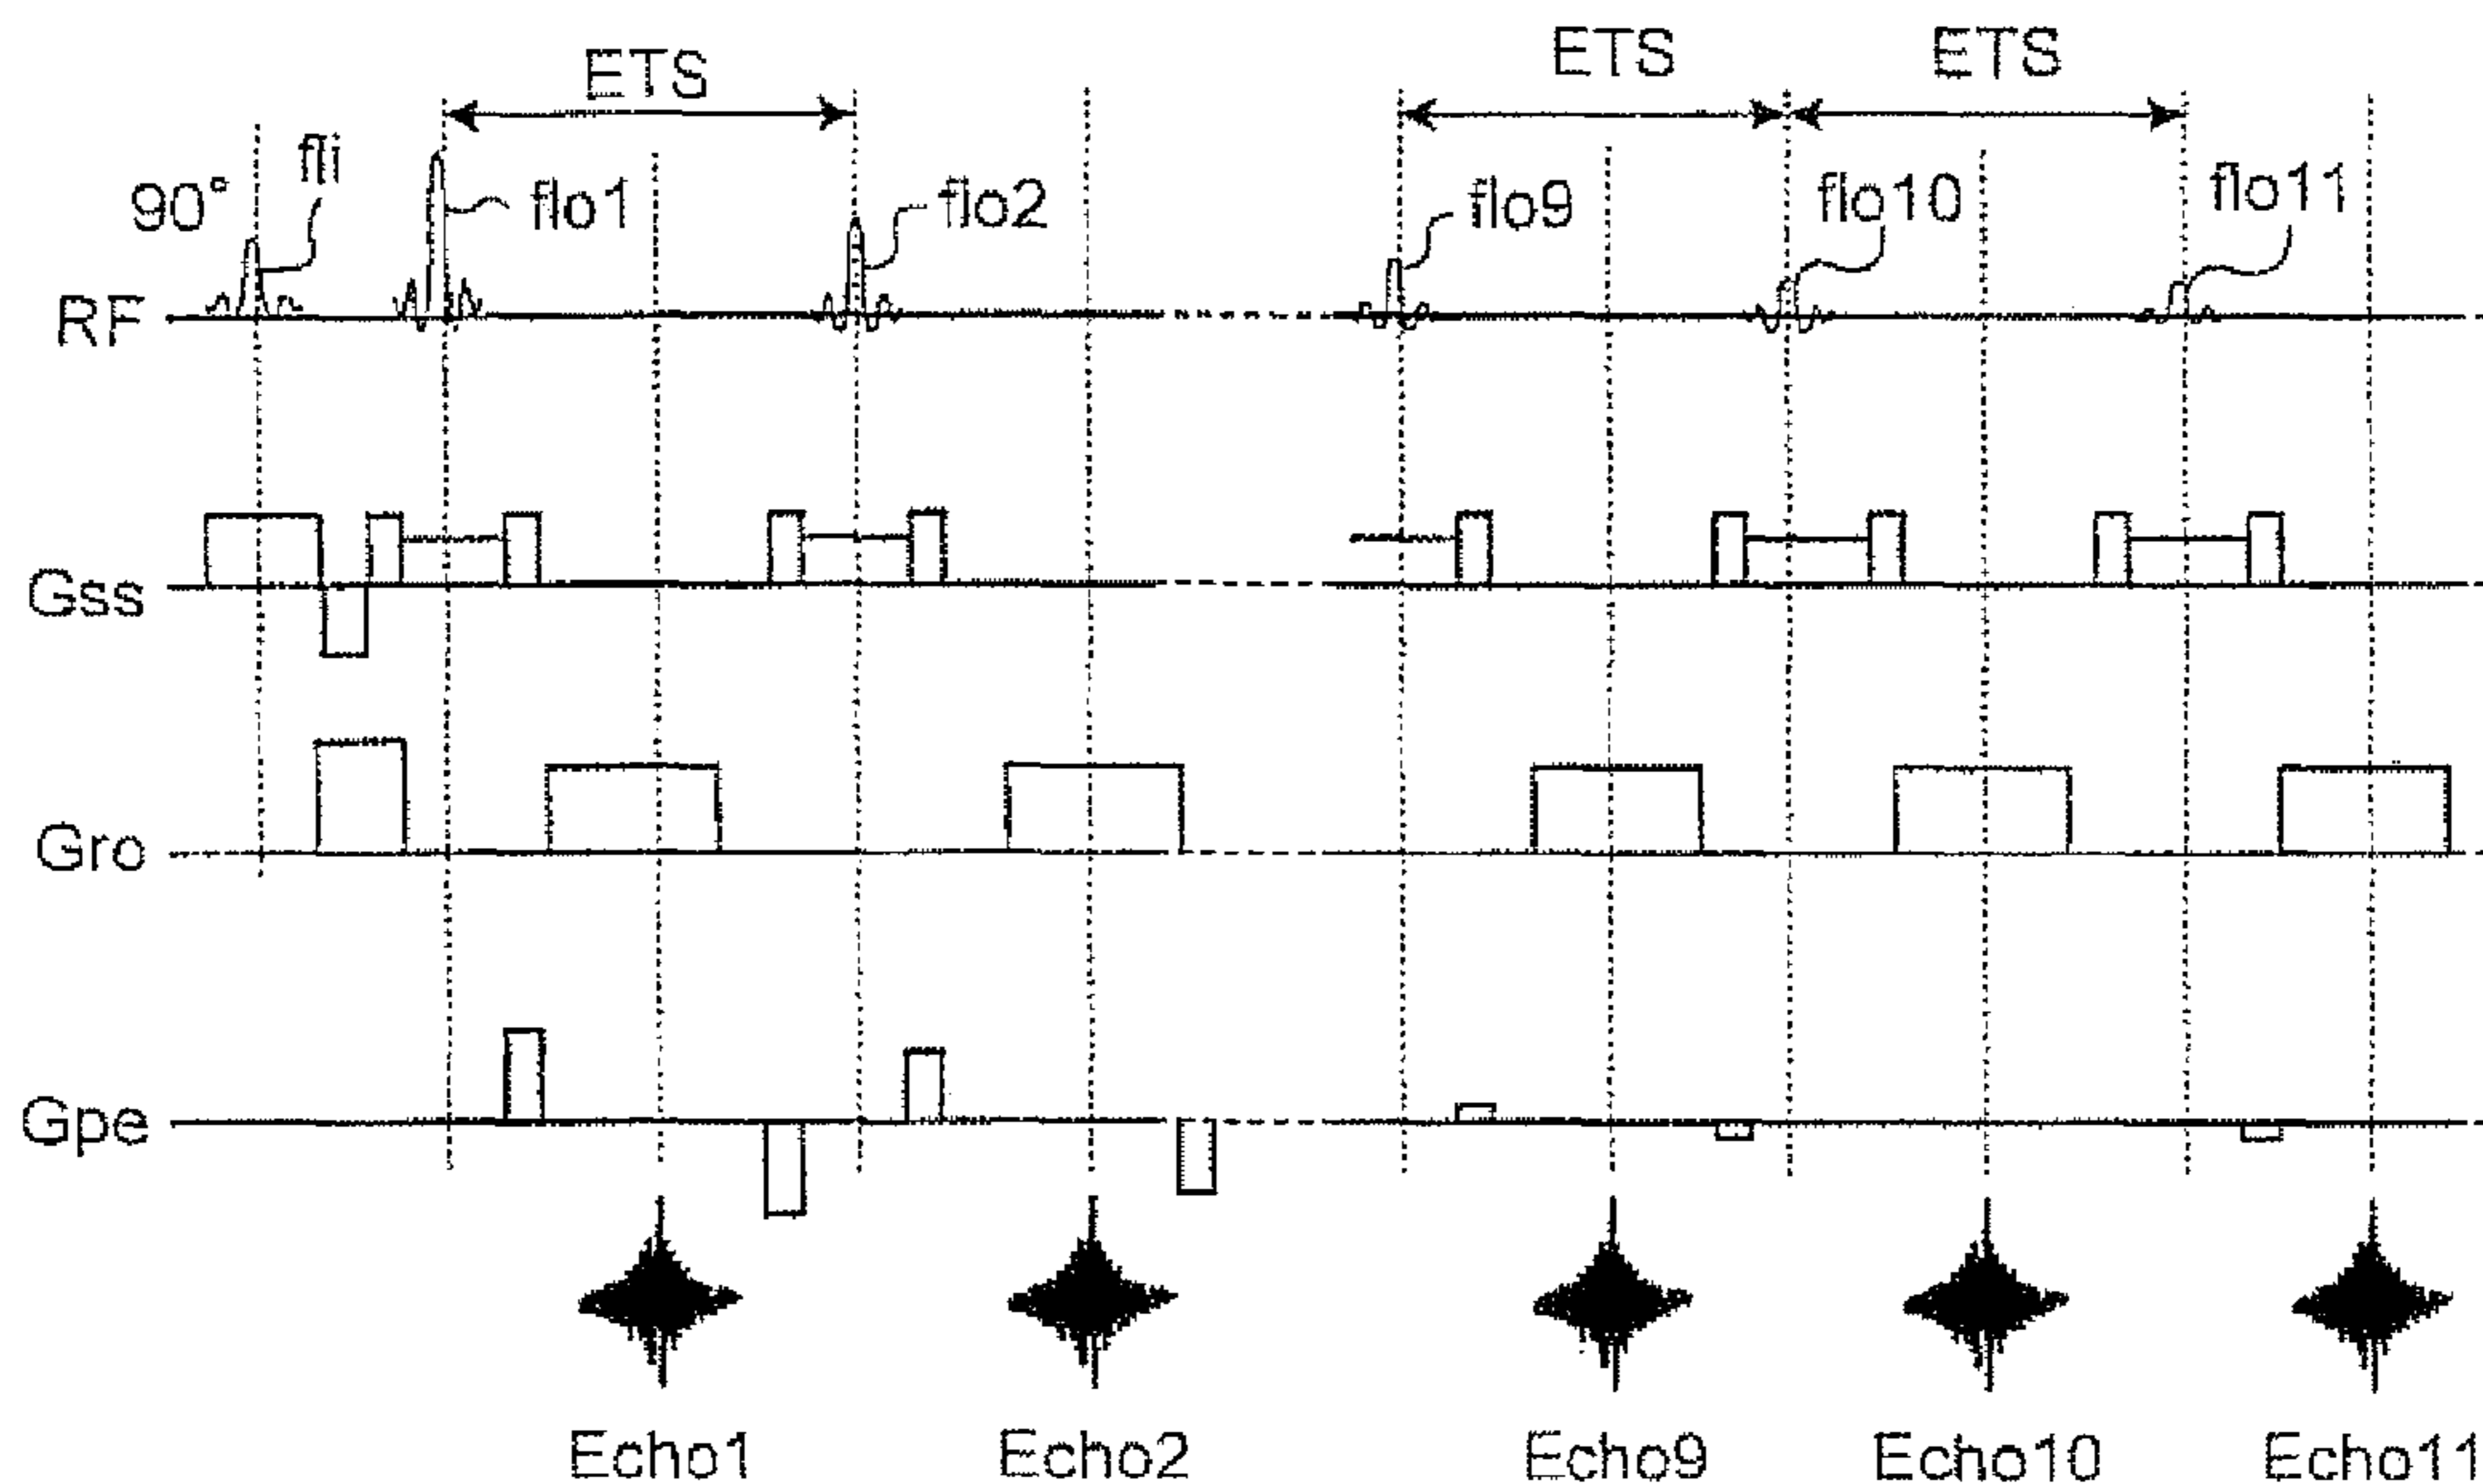 ETS
ETS
ETS
90°
fli
flo1
flo2
flo9
flo10
flo11
RF
Gss
Gro
Gpe
Echo1
Echo2
Echo9
Echo10
Echo11